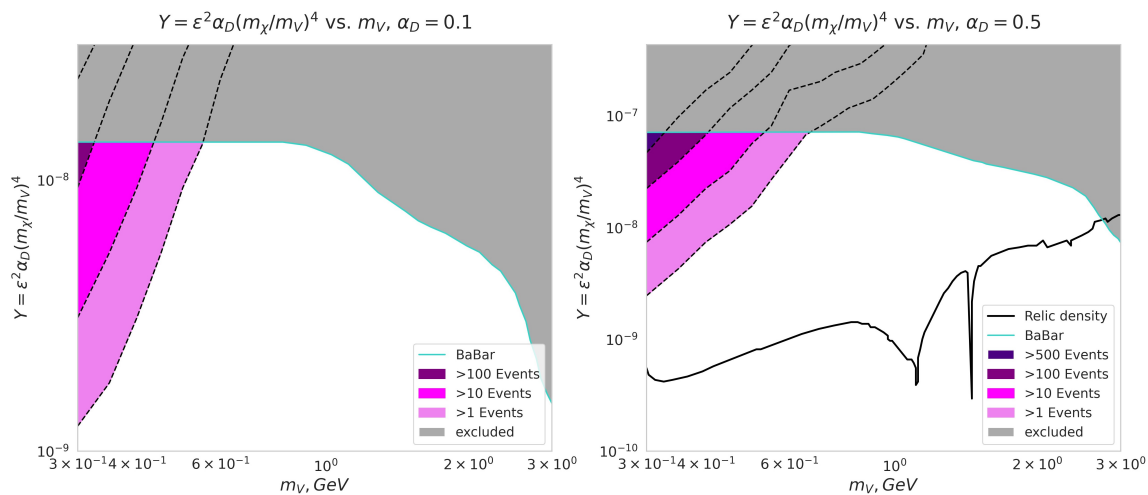 Y = ε²α_D(m_χ/m_V)⁴ vs. m_V, α_D = 0.1
Y = ε²α_D(m_χ/m_V)⁴
10⁻⁸
10⁻⁹
BaBar
>100 Events
>10 Events
>1 Events
excluded
3 × 10⁻¹
4 × 10⁻¹
6 × 10⁻¹
10⁰
2 × 10⁰
3 × 10⁰
m_V, GeV
Y = ε²α_D(m_χ/m_V)⁴ vs. m_V, α_D = 0.5
Y = ε²α_D(m_χ/m_V)⁴
10⁻⁷
10⁻⁸
10⁻⁹
10⁻¹⁰
Relic density
BaBar
>500 Events
>100 Events
>10 Events
>1 Events
excluded
3 × 10⁻¹
4 × 10⁻¹
6 × 10⁻¹
10⁰
2 × 10⁰
3 × 10⁰
m_V, GeV